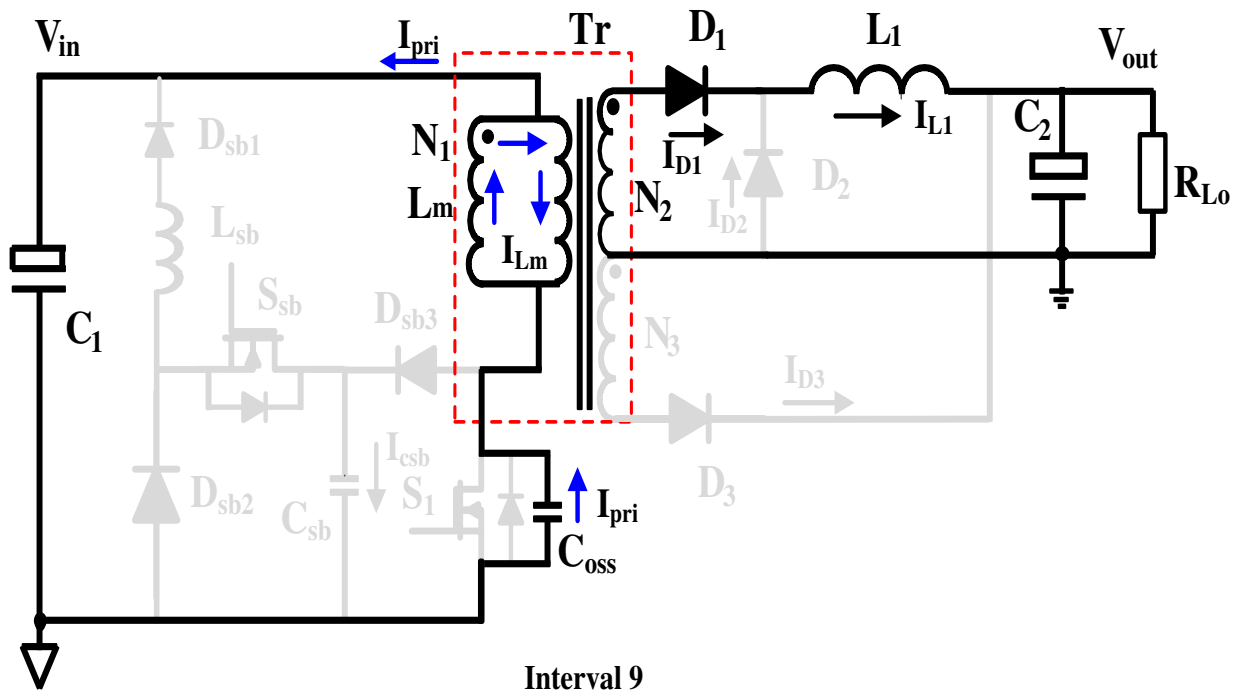 Vin
Ipri
Tr
D1
L1
Vout
Dsb1
N1
ID1
IL1
C2
D2
Lm
N2
ID2
RLo
Lsb
ILm
Ssb
C1
Dsb3
N3
ID3
Icsb
Dsb2
S1
D3
Csb
Ipri
Coss
Interval 9